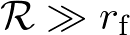 ℛ ≫ r_f